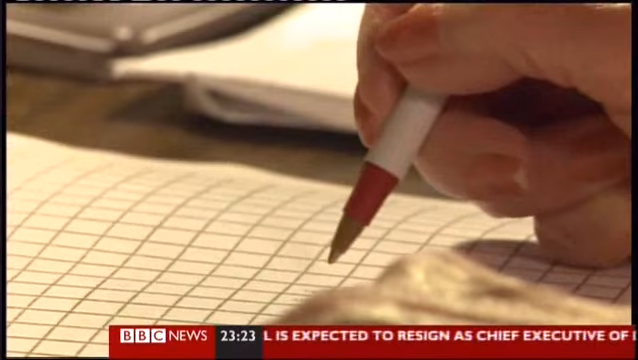 BBC NEWS 23:23 L IS EXPECTED TO RESIGN AS CHIEF EXECUTIVE OF